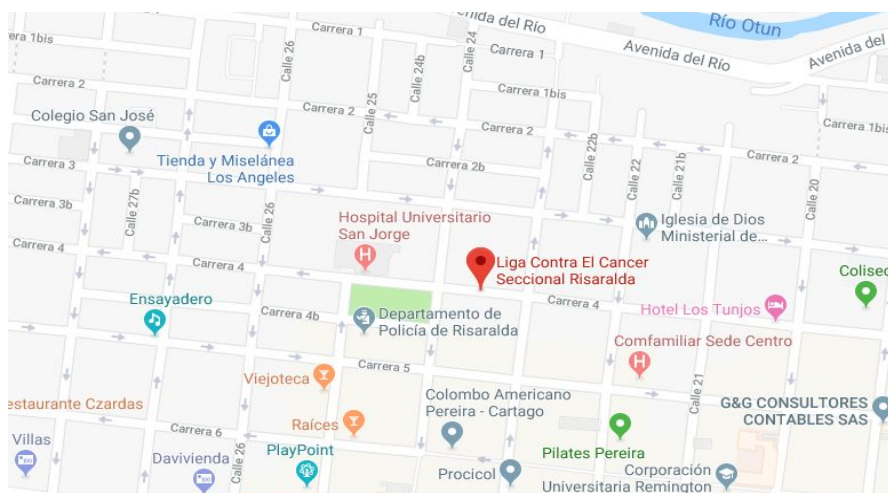 Río Otun
Avenida del Río
Avenida del Río
Avenida del
Carrera 1
Carrera 1
era 1bis
Calle 26
Calle 24
Calle 24b
Carrera 2
Carrera 1bis
Calle 25
Colegio San José
Carrera 2
Carrera 2
Carrera 1bis
Calle 22b
Calle 22
Calle 21b
Carrera 2
Carrera 3
Tienda y Miselánea
Los Angeles
Carrera 2b
Calle 20
Carrera 3b
Calle 27b
Carrera 3b
Calle 26
Hospital Universitario
San Jorge
Iglesia de Dios
Ministerial de...
Carrera 4
Carrera 4
Liga Contra El Cancer
Seccional Risaralda
Coliseo
Ensayadero
Carrera 4
Hotel Los Tunjos
Carrera 4b
Departamento de
Policía de Risaralda
Comfamiliar Sede Centro
Viejoteca
Carrera 5
Calle 21
estaurante Czardas
Colombo Americano
Pereira - Cartago
G&G CONSULTORES
CONTABLES SAS
Raíces
Carrera 6
Villas
Calle 26
PlayPoint
Pilates Pereira
Davivienda
Procicol
Corporación
Universitaria Remington